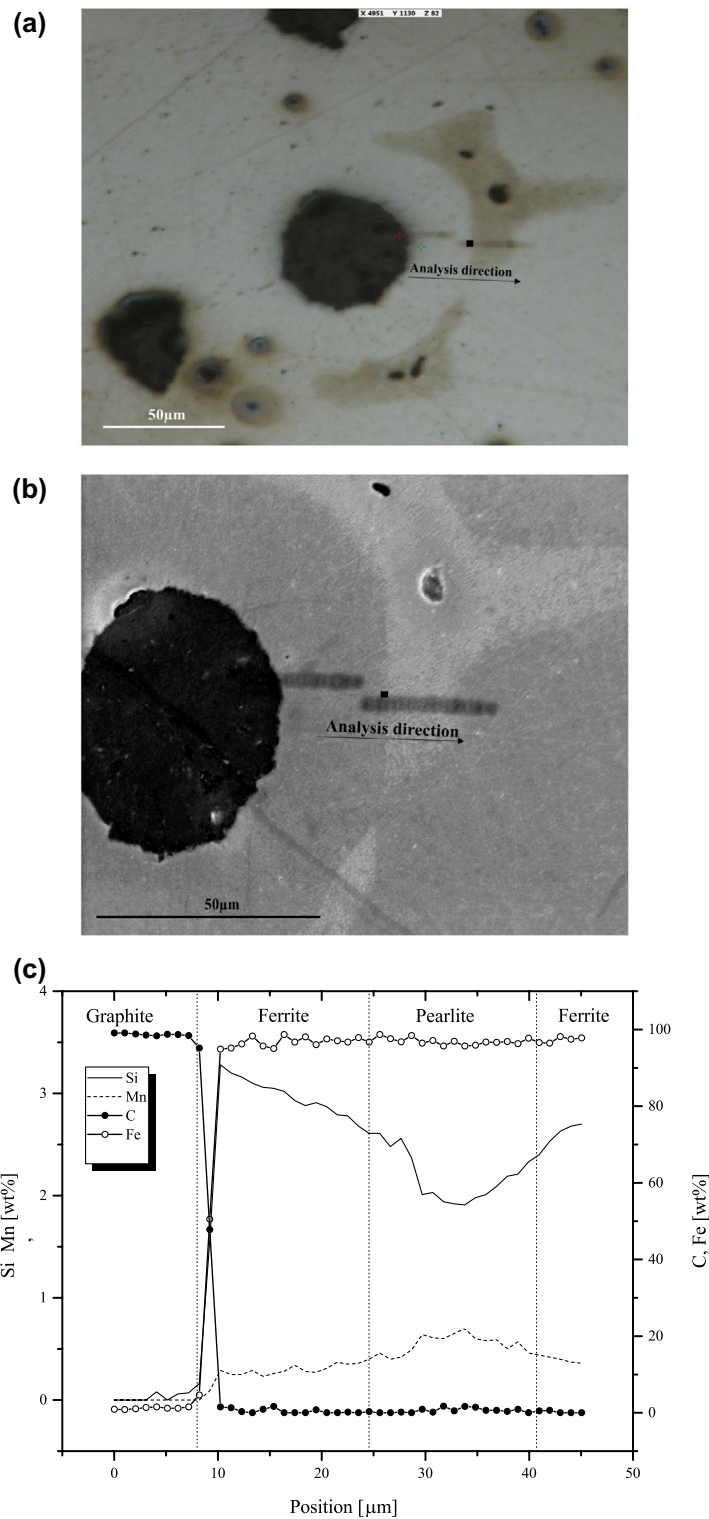 (a)
X 4951 Y 1130 Z 82
Analysis direction
50μm
(b)
Analysis direction
50μm
(c)
4
3
2
1
0
Si, Mn [wt%]
Graphite
Ferrite
Pearlite
Ferrite
Si
Mn
C
Fe
100
80
60
40
20
0
C, Fe [wt%]
0
10
20
30
40
50
Position [μm]